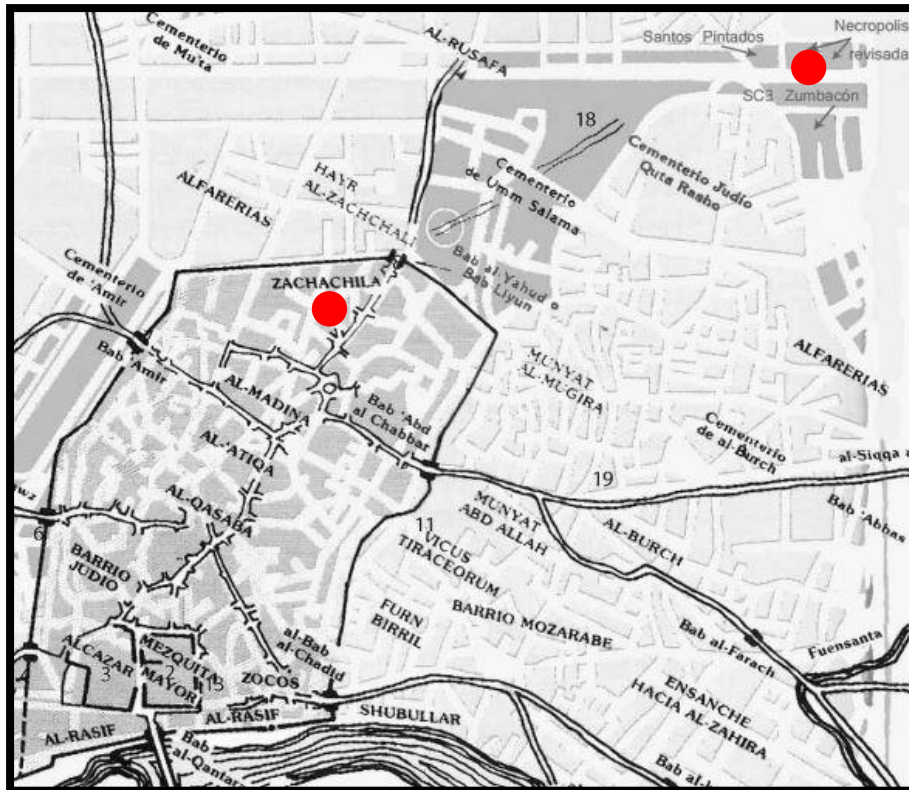 Cementerio
de Mu'ta
AL-RUSAFA
Santos Pintados
Necropolis
revisada
SC3 Zumbacón
18
Cementerio
de Umm Salama
Cementerio Judio
Quta Rasho
HAYR
AL-ZACHCHALI
ALFARERIAS
Cementerio
de 'Amir
ZACHACHILA
Bab al-Yahud o
Bab Liyun
Bab 'Amir
MUNYAT
AL-MUGIRA
ALFARERIAS
AL-MADINA
AL-'ATIQA
Bab 'Abd
al Chabbar
Cementerio
de al-Burch
al-Siqqa a
19
AL-QASABA
6
11
MUNYAT
ABD ALLAH
Bab 'Abbas
VICUS
TIRACEORUM
AL-BURCH
BARRIO
JUDIO
BARRIO MOZARABE
FURN
BIRRIL
Bab al-Farach
Fuensanta
al-Bab
al-Chadid
ALCAZAR
3
MEZQUITA
MAYOR
13
ZOCOS
ENSANCHE
HACIA AL-ZAHIRA
AL-RASIF
AL-RASIF
SHUBULLAR
Bab
al-Qantara